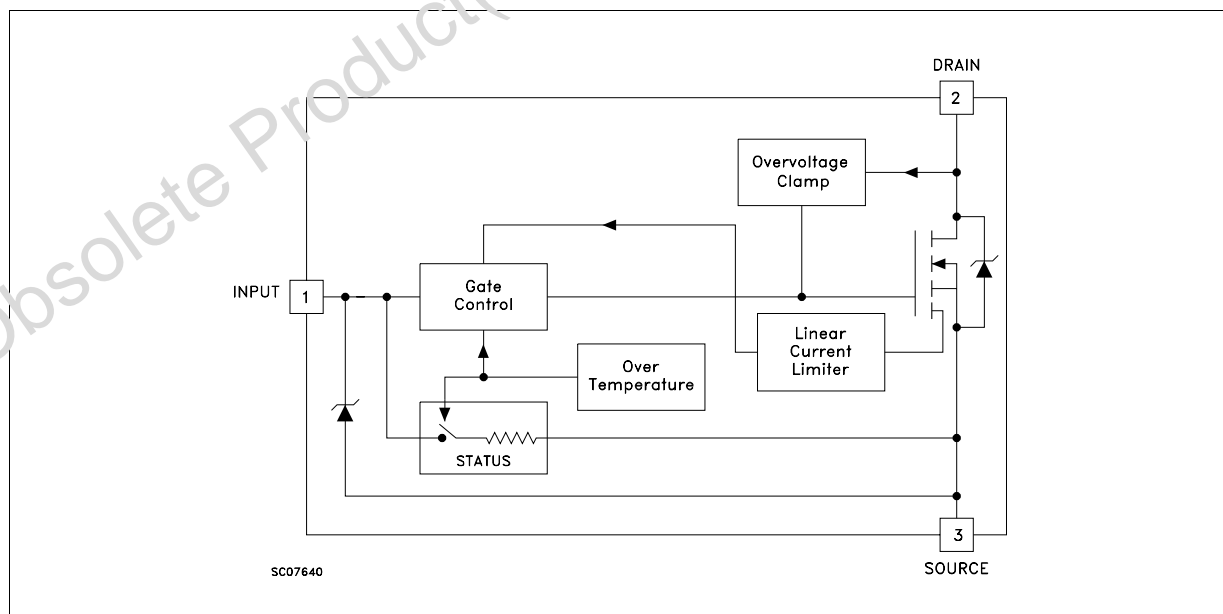 Obsolete Product(
DRAIN
2
Overvoltage
Clamp
INPUT
1
Gate
Control
Linear
Current
Limiter
Over
Temperature
STATUS
3
SOURCE
SC07640